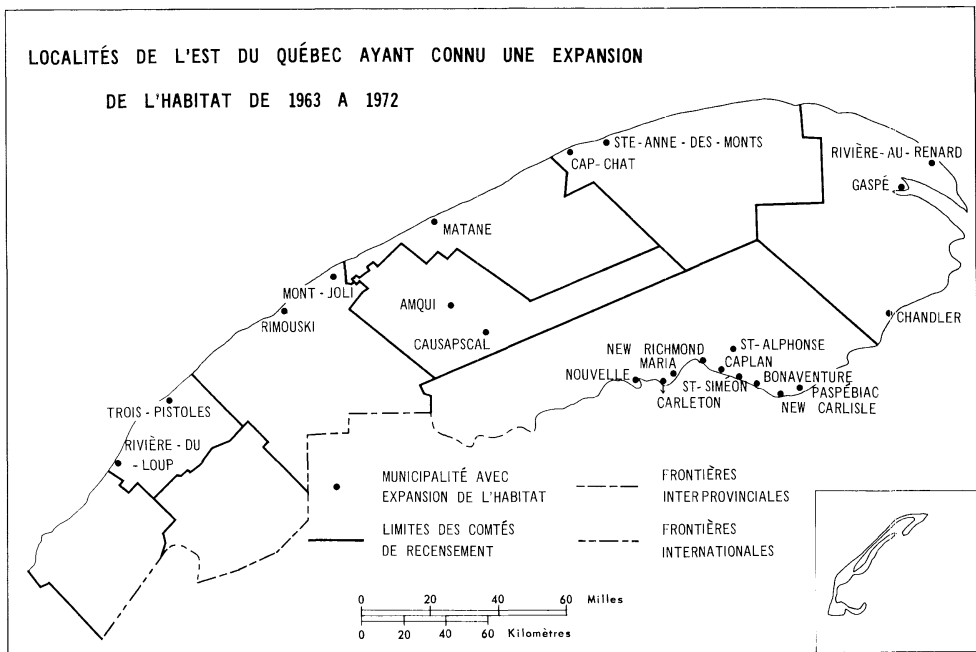 LOCALITÉS DE L'EST DU QUÉBEC AYANT CONNU UNE EXPANSION
DE L'HABITAT DE 1963 A 1972
STE-ANNE-DES-MONTS
CAP-CHAT
RIVIÈRE-AU-RENARD
GASPÉ
MATANE
MONT-JOLI
RIMOUSKI
AMQUI
CAUSAPSCAL
CHANDLER
ST-ALPHONSE
NEW RICHMOND
CAPLAN
MARIA
NOUVELLE
ST-SIMÉON
BONAVENTURE
CARLETON
PASPÉBIAC
NEW CARLISLE
TROIS-PISTOLES
RIVIÈRE-DU
-LOUP
MUNICIPALITÉ AVEC
EXPANSION DE L'HABITAT
FRONTIÈRES
INTERPROVINCIALES
LIMITES DES COMTÉS
DE RECENSEMENT
FRONTIÈRES
INTERNATIONALES
0 20 40 60 Milles
0 20 40 60 Kilomètres